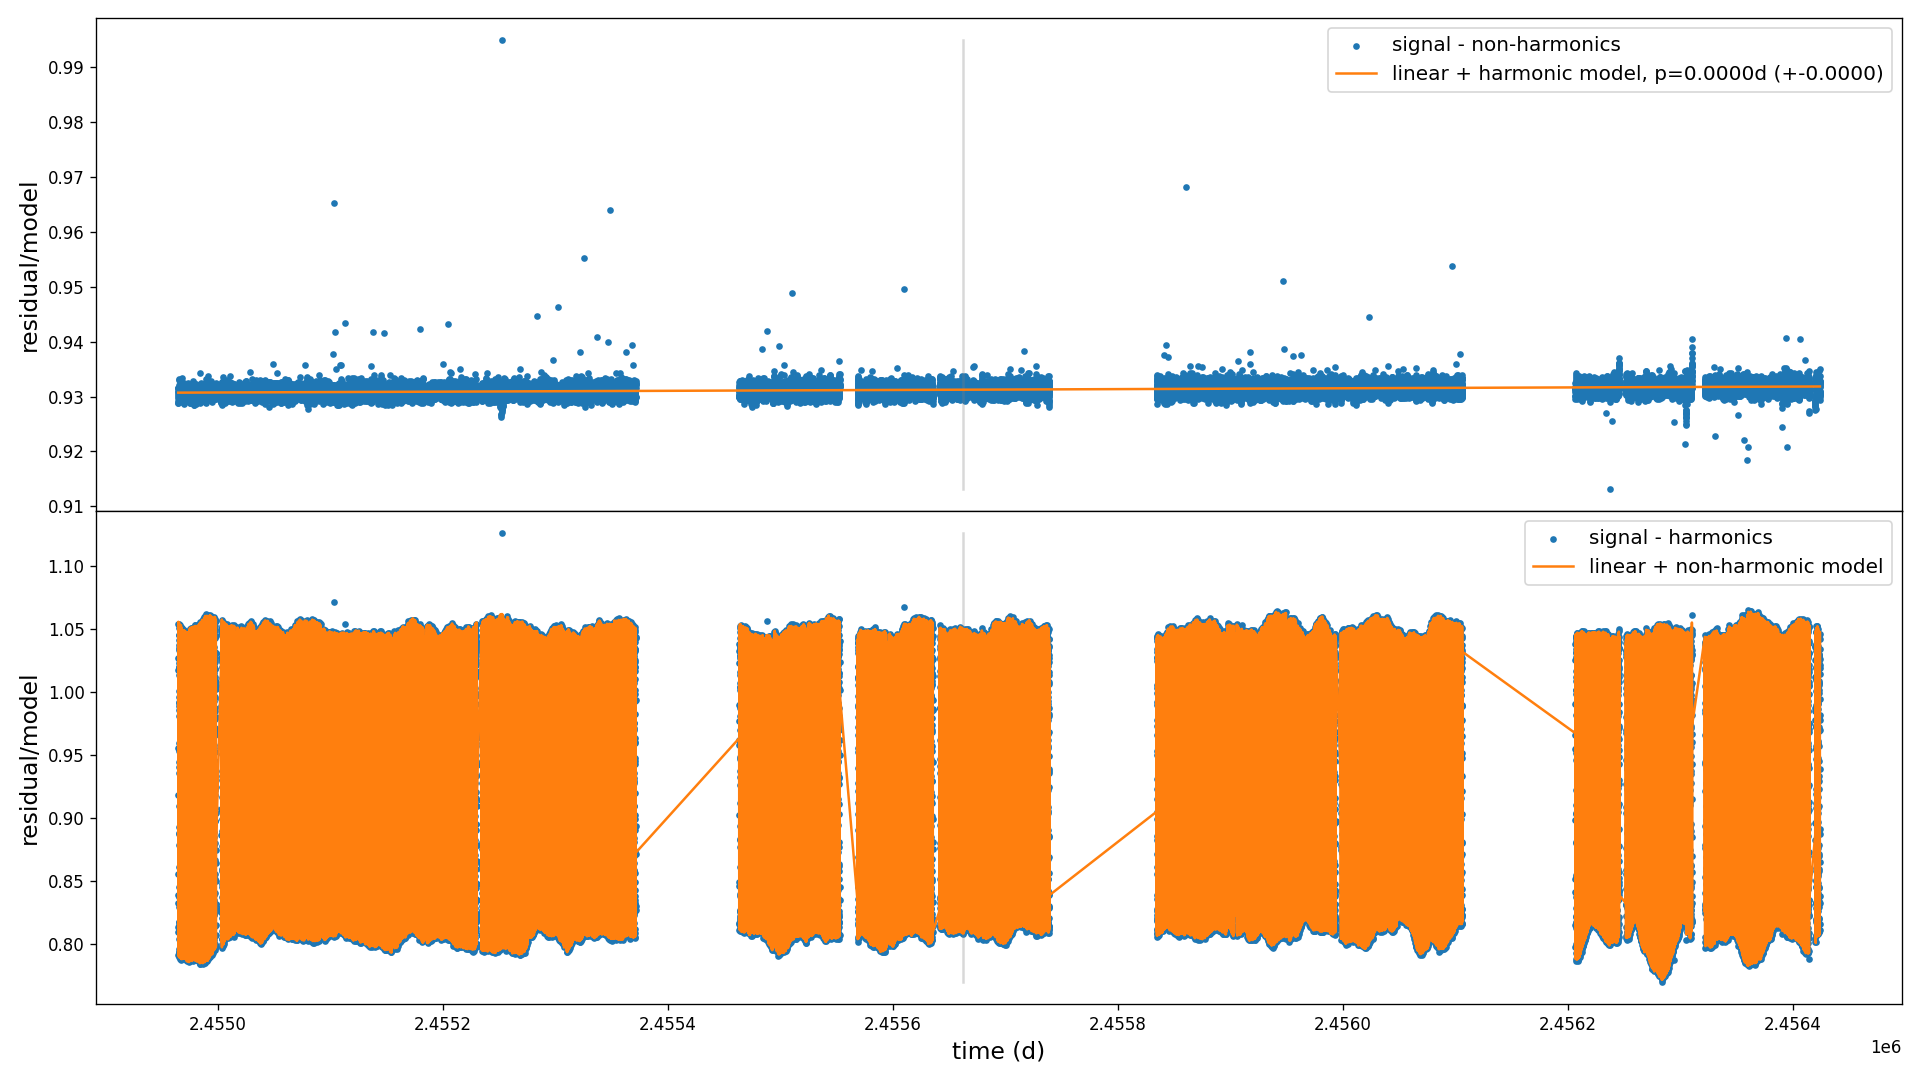 signal - non-harmonics
linear + harmonic model, p=0.0000d (+-0.0000)
residual/model
0.99
0.98
0.97
0.96
0.95
0.94
0.93
0.92
0.91
signal - harmonics
linear + non-harmonic model
residual/model
1.10
1.05
1.00
0.95
0.90
0.85
0.80
2.4550 2.4552 2.4554 2.4556 2.4558 2.4560 2.4562 2.4564
time (d)
1e6